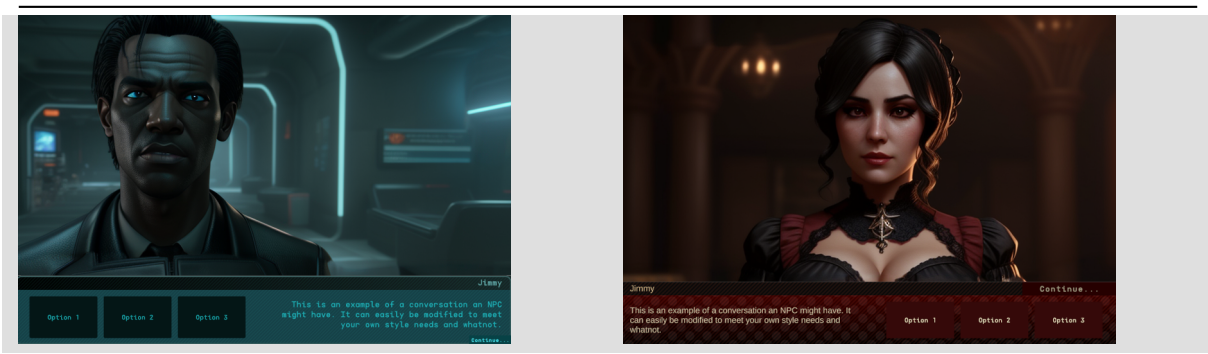 Jimmy
Option 1
Option 2
Option 3
This is an example of a conversation an NPC
might have. It can easily be modified to meet
your own style needs and whatnot.
Continue...
Jimmy
Continue...
This is an example of a conversation an NPC might have. It
can easily be modified to meet your own style needs and
whatnot.
Option 1
Option 2
Option 3